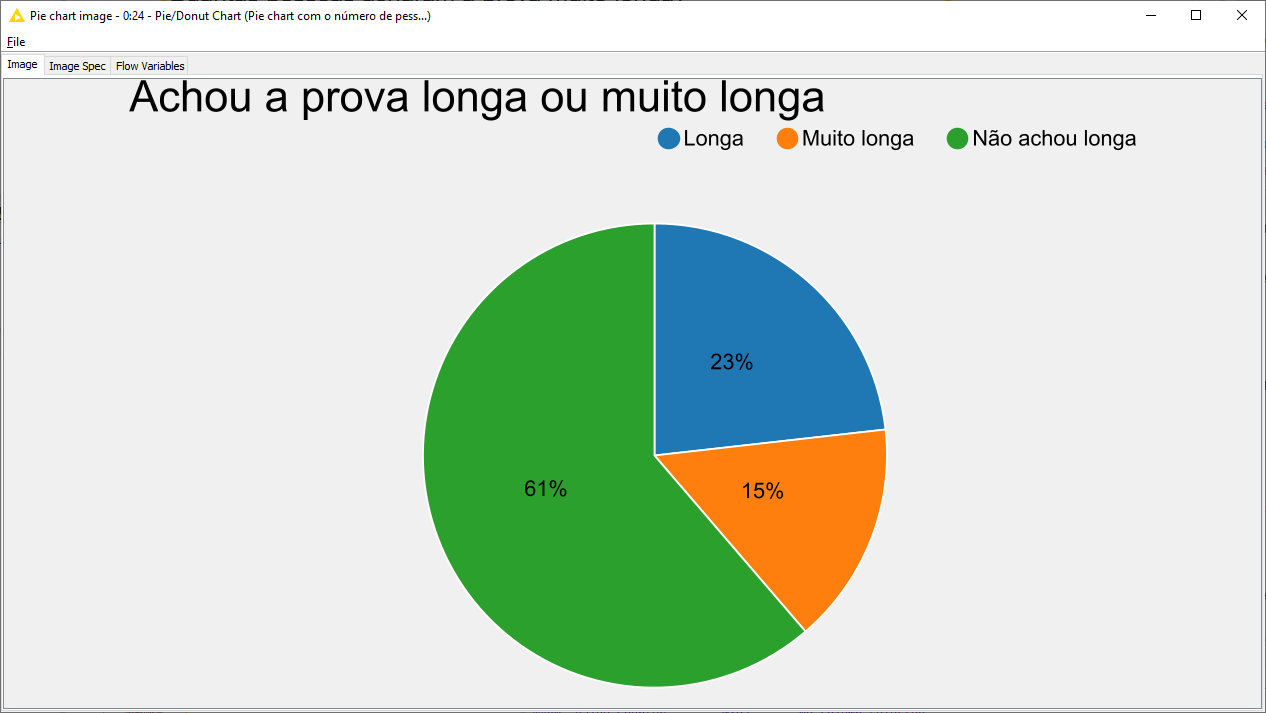 Pie chart image - 0:24 - Pie/Donut Chart (Pie chart com o número de pess...)
File
Image Image Spec Flow Variables
Achou a prova longa ou muito longa
Longa Muito longa Não achou longa
23%
61% 15%